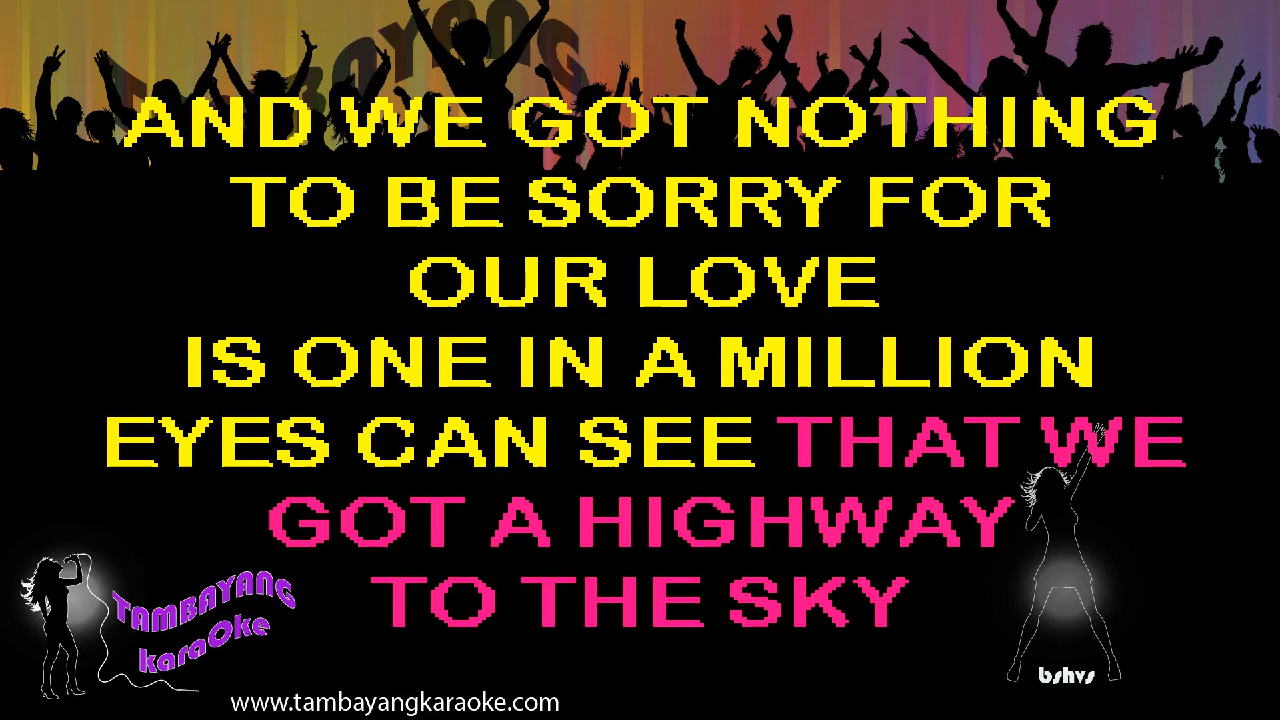 AND WE GOT NOTHING
TO BE SORRY FOR
OUR LOVE
IS ONE IN A MILLION
EYES CAN SEE THAT WE
GOT A HIGHWAY
TO THE SKY
TAMBAYANG
karaOke
bshvs
www.tambayangkaraoke.com